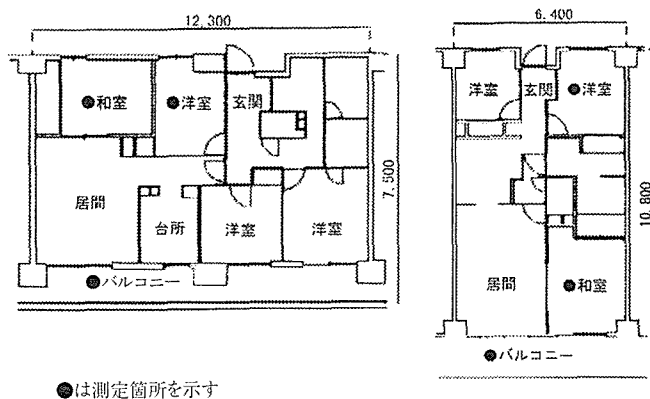 12,300
●和室
●洋室
玄関
7,500
居間
台所
洋室
洋室
●バルコニー
6,400
洋室
玄関
●洋室
10,800
居間
●和室
●バルコニー
●は測定箇所を示す